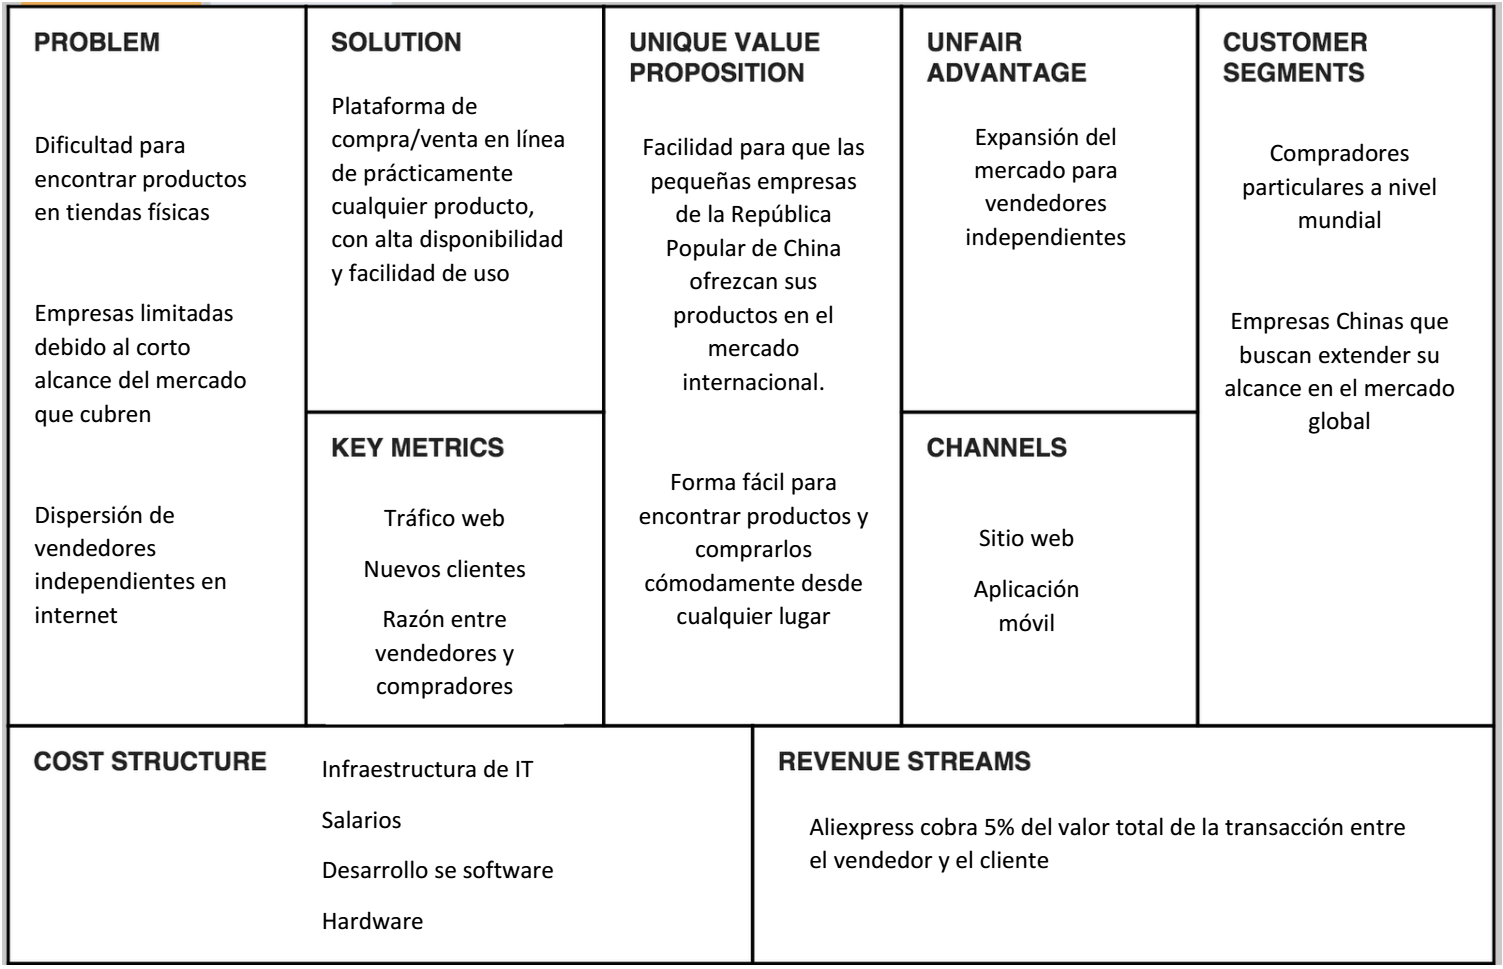 PROBLEM
Dificultad para
encontrar productos
en tiendas físicas
Empresas limitadas
debido al corto
alcance del mercado
que cubren
Dispersión de
vendedores
independientes en
internet
SOLUTION
Plataforma de
compra/venta en línea
de prácticamente
cualquier producto,
con alta disponibilidad
y facilidad de uso
KEY METRICS
Tráfico web
Nuevos clientes
Razón entre
vendedores y
compradores
UNIQUE VALUE
PROPOSITION
Facilidad para que las
pequeñas empresas
de la República
Popular de China
ofrezcan sus
productos en el
mercado
internacional.
Forma fácil para
encontrar productos y
comprarlos
cómodamente desde
cualquier lugar
UNFAIR
ADVANTAGE
Expansión del
mercado para
vendedores
independientes
CHANNELS
Sitio web
Aplicación
móvil
CUSTOMER
SEGMENTS
Compradores
particulares a nivel
mundial
Empresas Chinas que
buscan extender su
alcance en el mercado
global
COST STRUCTURE
Infraestructura de IT
Salarios
Desarrollo se software
Hardware
REVENUE STREAMS
Aliexpress cobra 5% del valor total de la transacción entre
el vendedor y el cliente